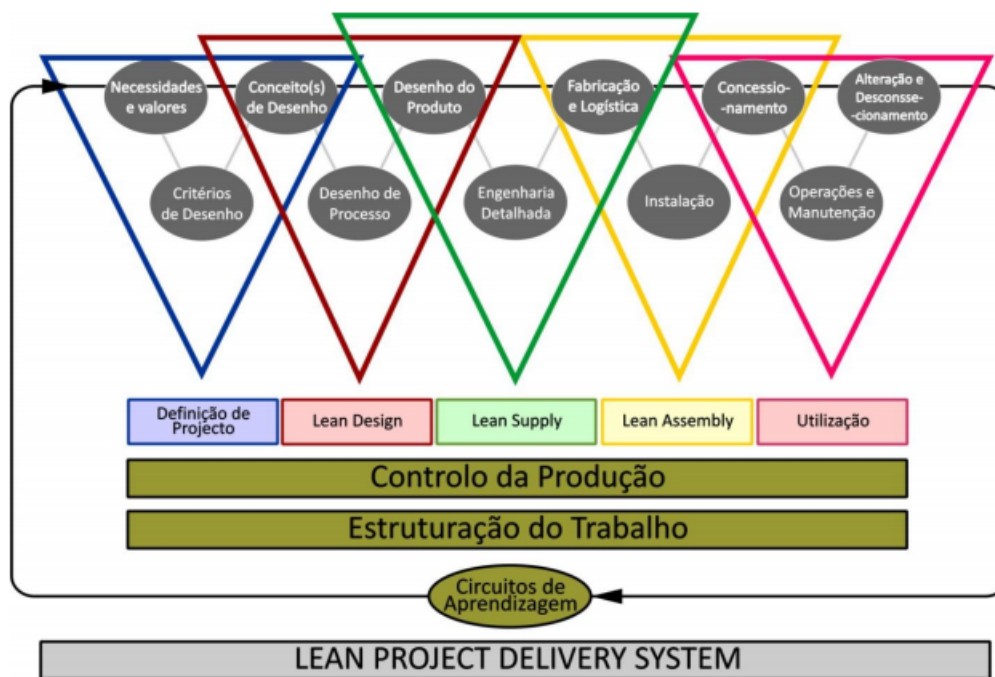 Necessidades
e valores
Conceito(s)
de Desenho
Desenho do
Produto
Fabricação
e Logística
Concessio-
-namento
Alteração e
Desconsse-
-cionamento
Critérios
de Desenho
Desenho de
Processo
Engenharia
Detalhada
Instalação
Operações e
Manutenção
Definição de
Projecto
Lean Design
Lean Supply
Lean Assembly
Utilização
Controlo da Produção
Estruturação do Trabalho
Circuitos de
Aprendizagem
LEAN PROJECT DELIVERY SYSTEM